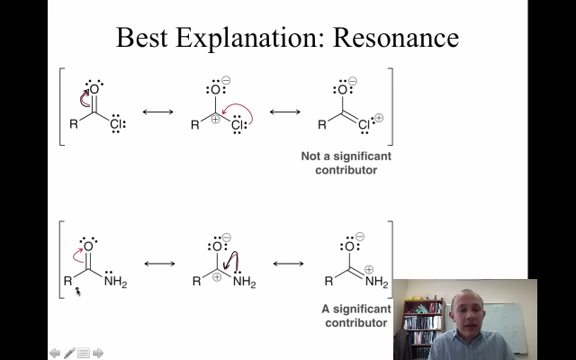 Best Explanation: Resonance
O O ⊖ O ⊖
R Cl R ⊕ Cl R Cl ⊕
Not a significant
contributor
O O ⊖ O ⊖
R NH₂ R ⊕ NH₂ R ⊕ NH₂
A significant
contributor